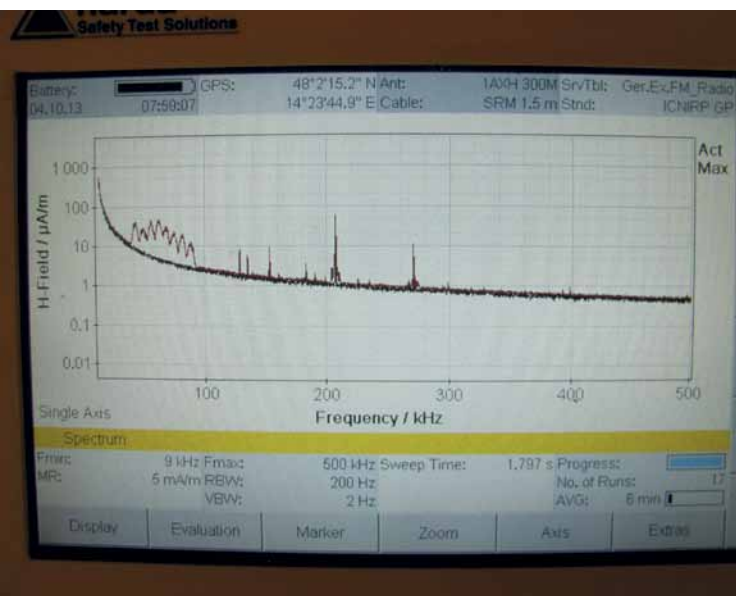 Safety Test Solutions
Battery: GPS: 48°2'15.2" N Ant: 1AXH 300M SrvTbl: Ger.Ex.FM_Radio
04.10.13 07:59:07 14°23'44.9" E Cable: SRM 1.5 m Stnd: ICNIRP GP
Act
Max
H-Field / µA/m
1 000
100
10
1
0.1
0.01
100 200 300 400 500
Single Axis
Frequency / kHz
Spectrum
Fmin: 9 kHz Fmax: 500 kHz Sweep Time: 1.797 s Progress:
MR: 5 mA/m RBW: 200 Hz No. of Runs: 17
VBW: 2 Hz AVG: 6 min
Display Evaluation Marker Zoom Axis Extras